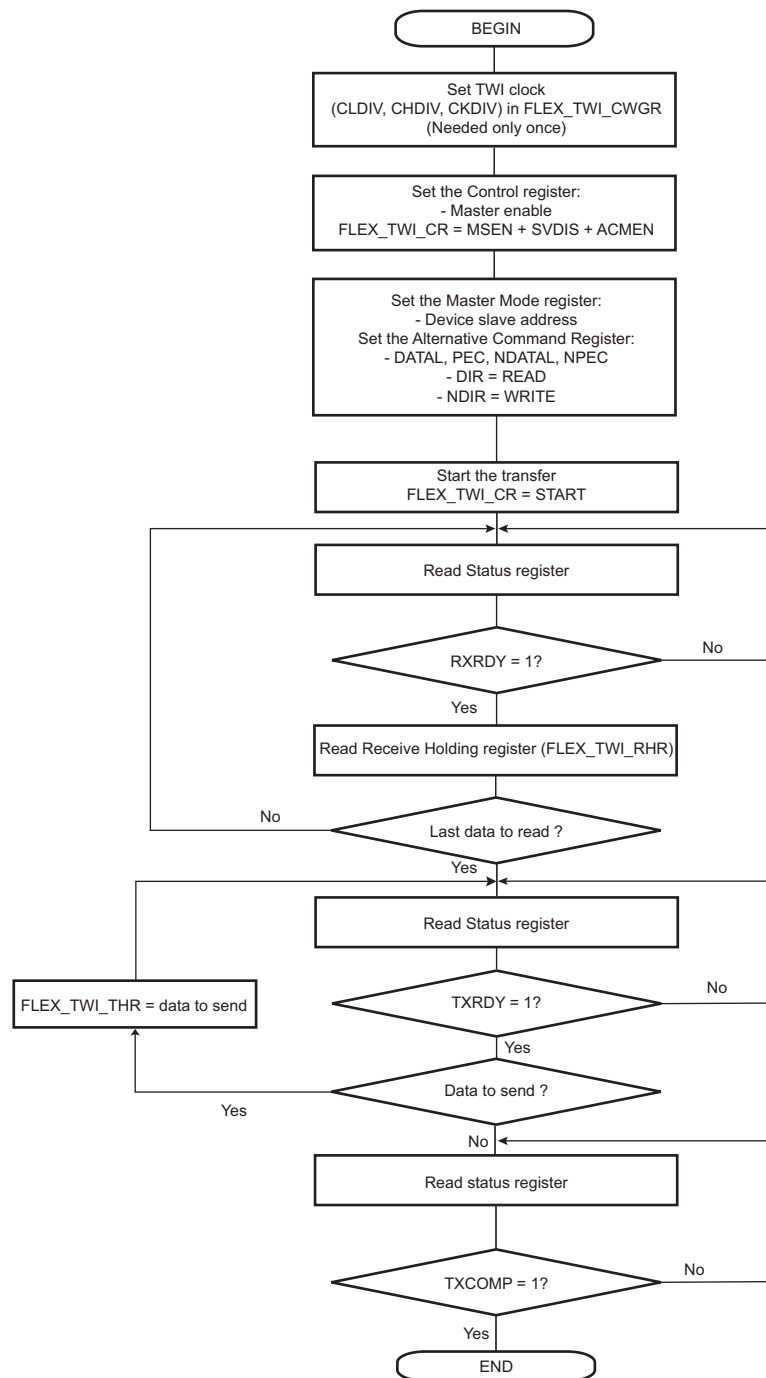 BEGIN
Set TWI clock
(CLDIV, CHDIV, CKDIV) in FLEX_TWI_CWGR
(Needed only once)
Set the Control register:
- Master enable
FLEX_TWI_CR = MSEN + SVDIS + ACMEN
Set the Master Mode register:
- Device slave address
Set the Alternative Command Register:
- DATAL, PEC, NDATAL, NPEC
- DIR = READ
- NDIR = WRITE
Start the transfer
FLEX_TWI_CR = START
Read Status register
RXRDY = 1?
No
Yes
Read Receive Holding register (FLEX_TWI_RHR)
No
Last data to read ?
Yes
Read Status register
FLEX_TWI_THR = data to send
TXRDY = 1?
No
Yes
Data to send ?
Yes
No
Read status register
TXCOMP = 1?
No
Yes
END